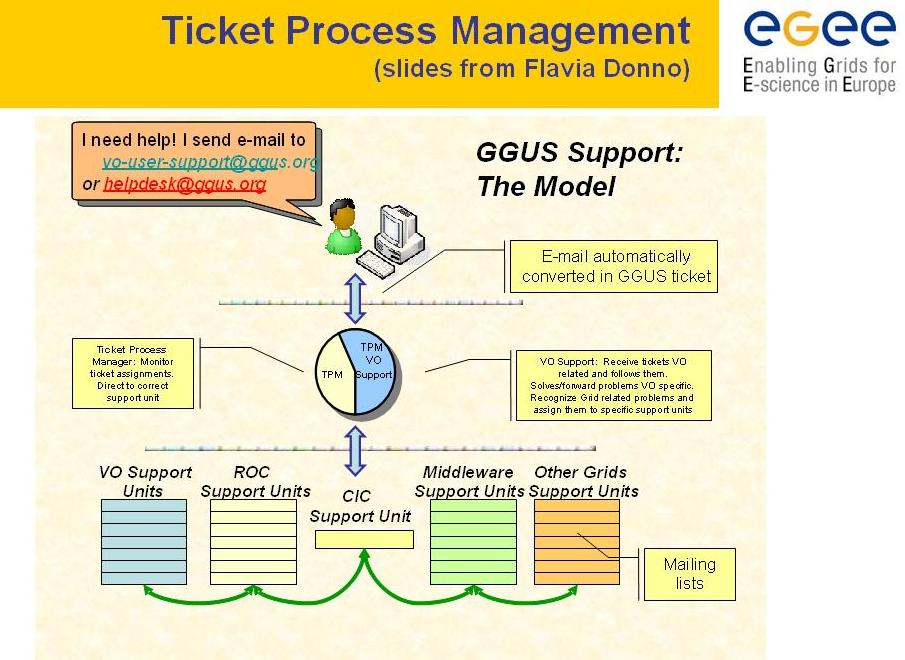 Ticket Process Management
(slides from Flavia Donno)
egee
Enabling Grids for
E-science in Europe
I need help! I send e-mail to
vo-user-support@ggus.org
or helpdesk@ggus.org
GGUS Support:
The Model
E-mail automatically
converted in GGUS ticket
Ticket Process
Manager: Monitor
ticket assignments.
Direct to correct
support unit
TPM
TPM
VO
Support
VO Support: Receive tickets VO
related and follows them.
Solves/forward problems VO specific.
Recognize Grid related problems and
assign them to specific support units
VO Support
Units
ROC
Support Units
CIC
Support Unit
Middleware
Support Units
Other Grids
Support Units
Mailing
lists